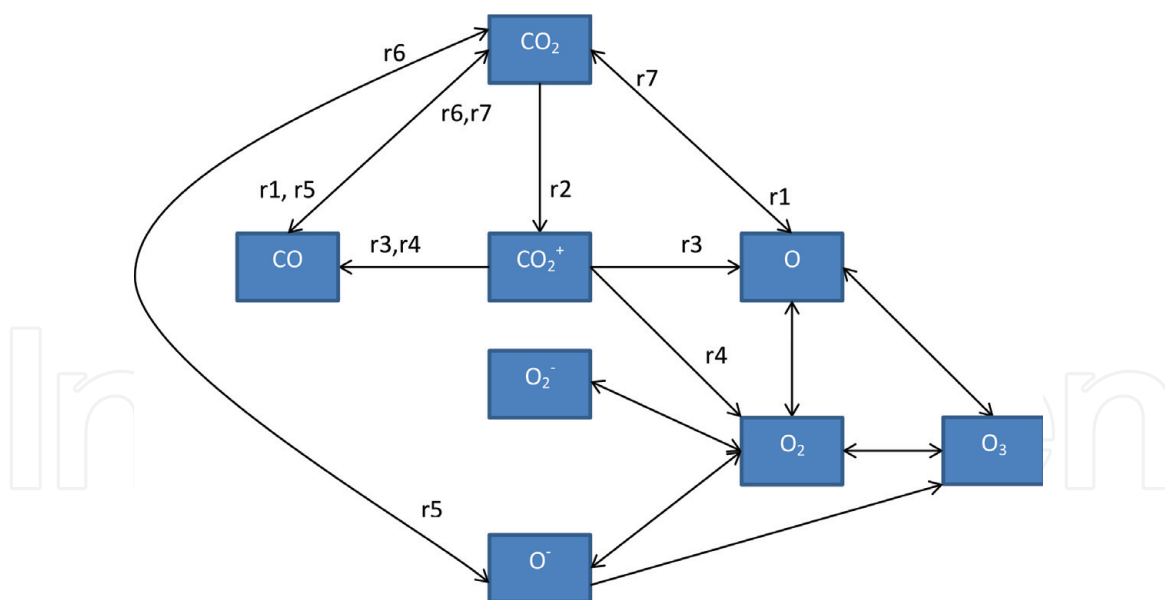 CO₂
r6
r7
r6,r7
r1, r5
r2
r1
CO
r3,r4
CO₂⁺
r3
O
r4
O₂⁻
O₂
O₃
r5
O⁻